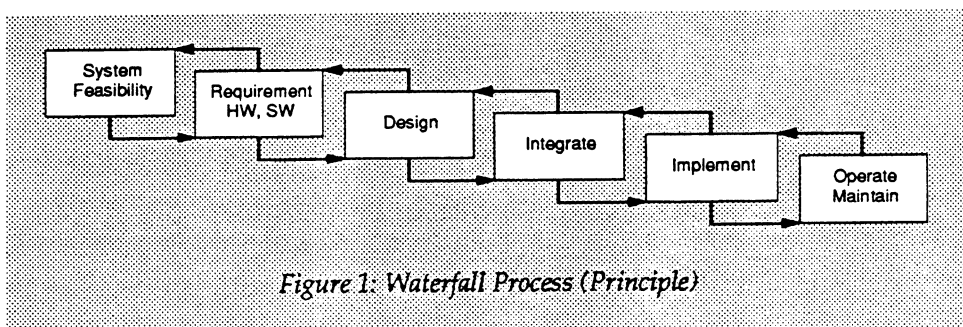 System
Feasibility
Requirement
HW, SW
Design
Integrate
Implement
Operate
Maintain
Figure 1: Waterfall Process (Principle)